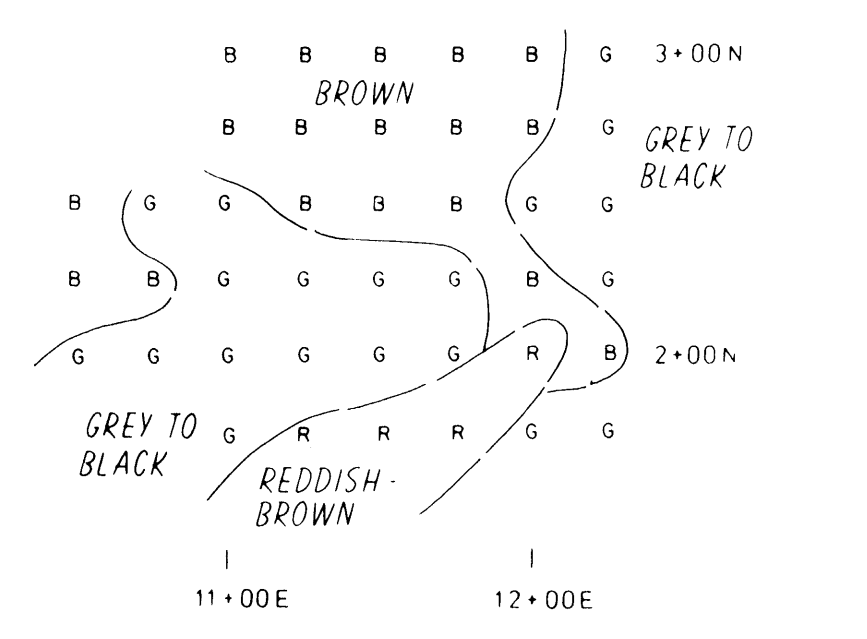 B B B B B G 3+00N
BROWN
B B B B B G
GREY TO
BLACK
B G G B B B G G
B B G G G G B G
G G G G G G R B 2+00N
GREY TO
BLACK
G R R R G G
REDDISH-
BROWN
11+00E 12+00E